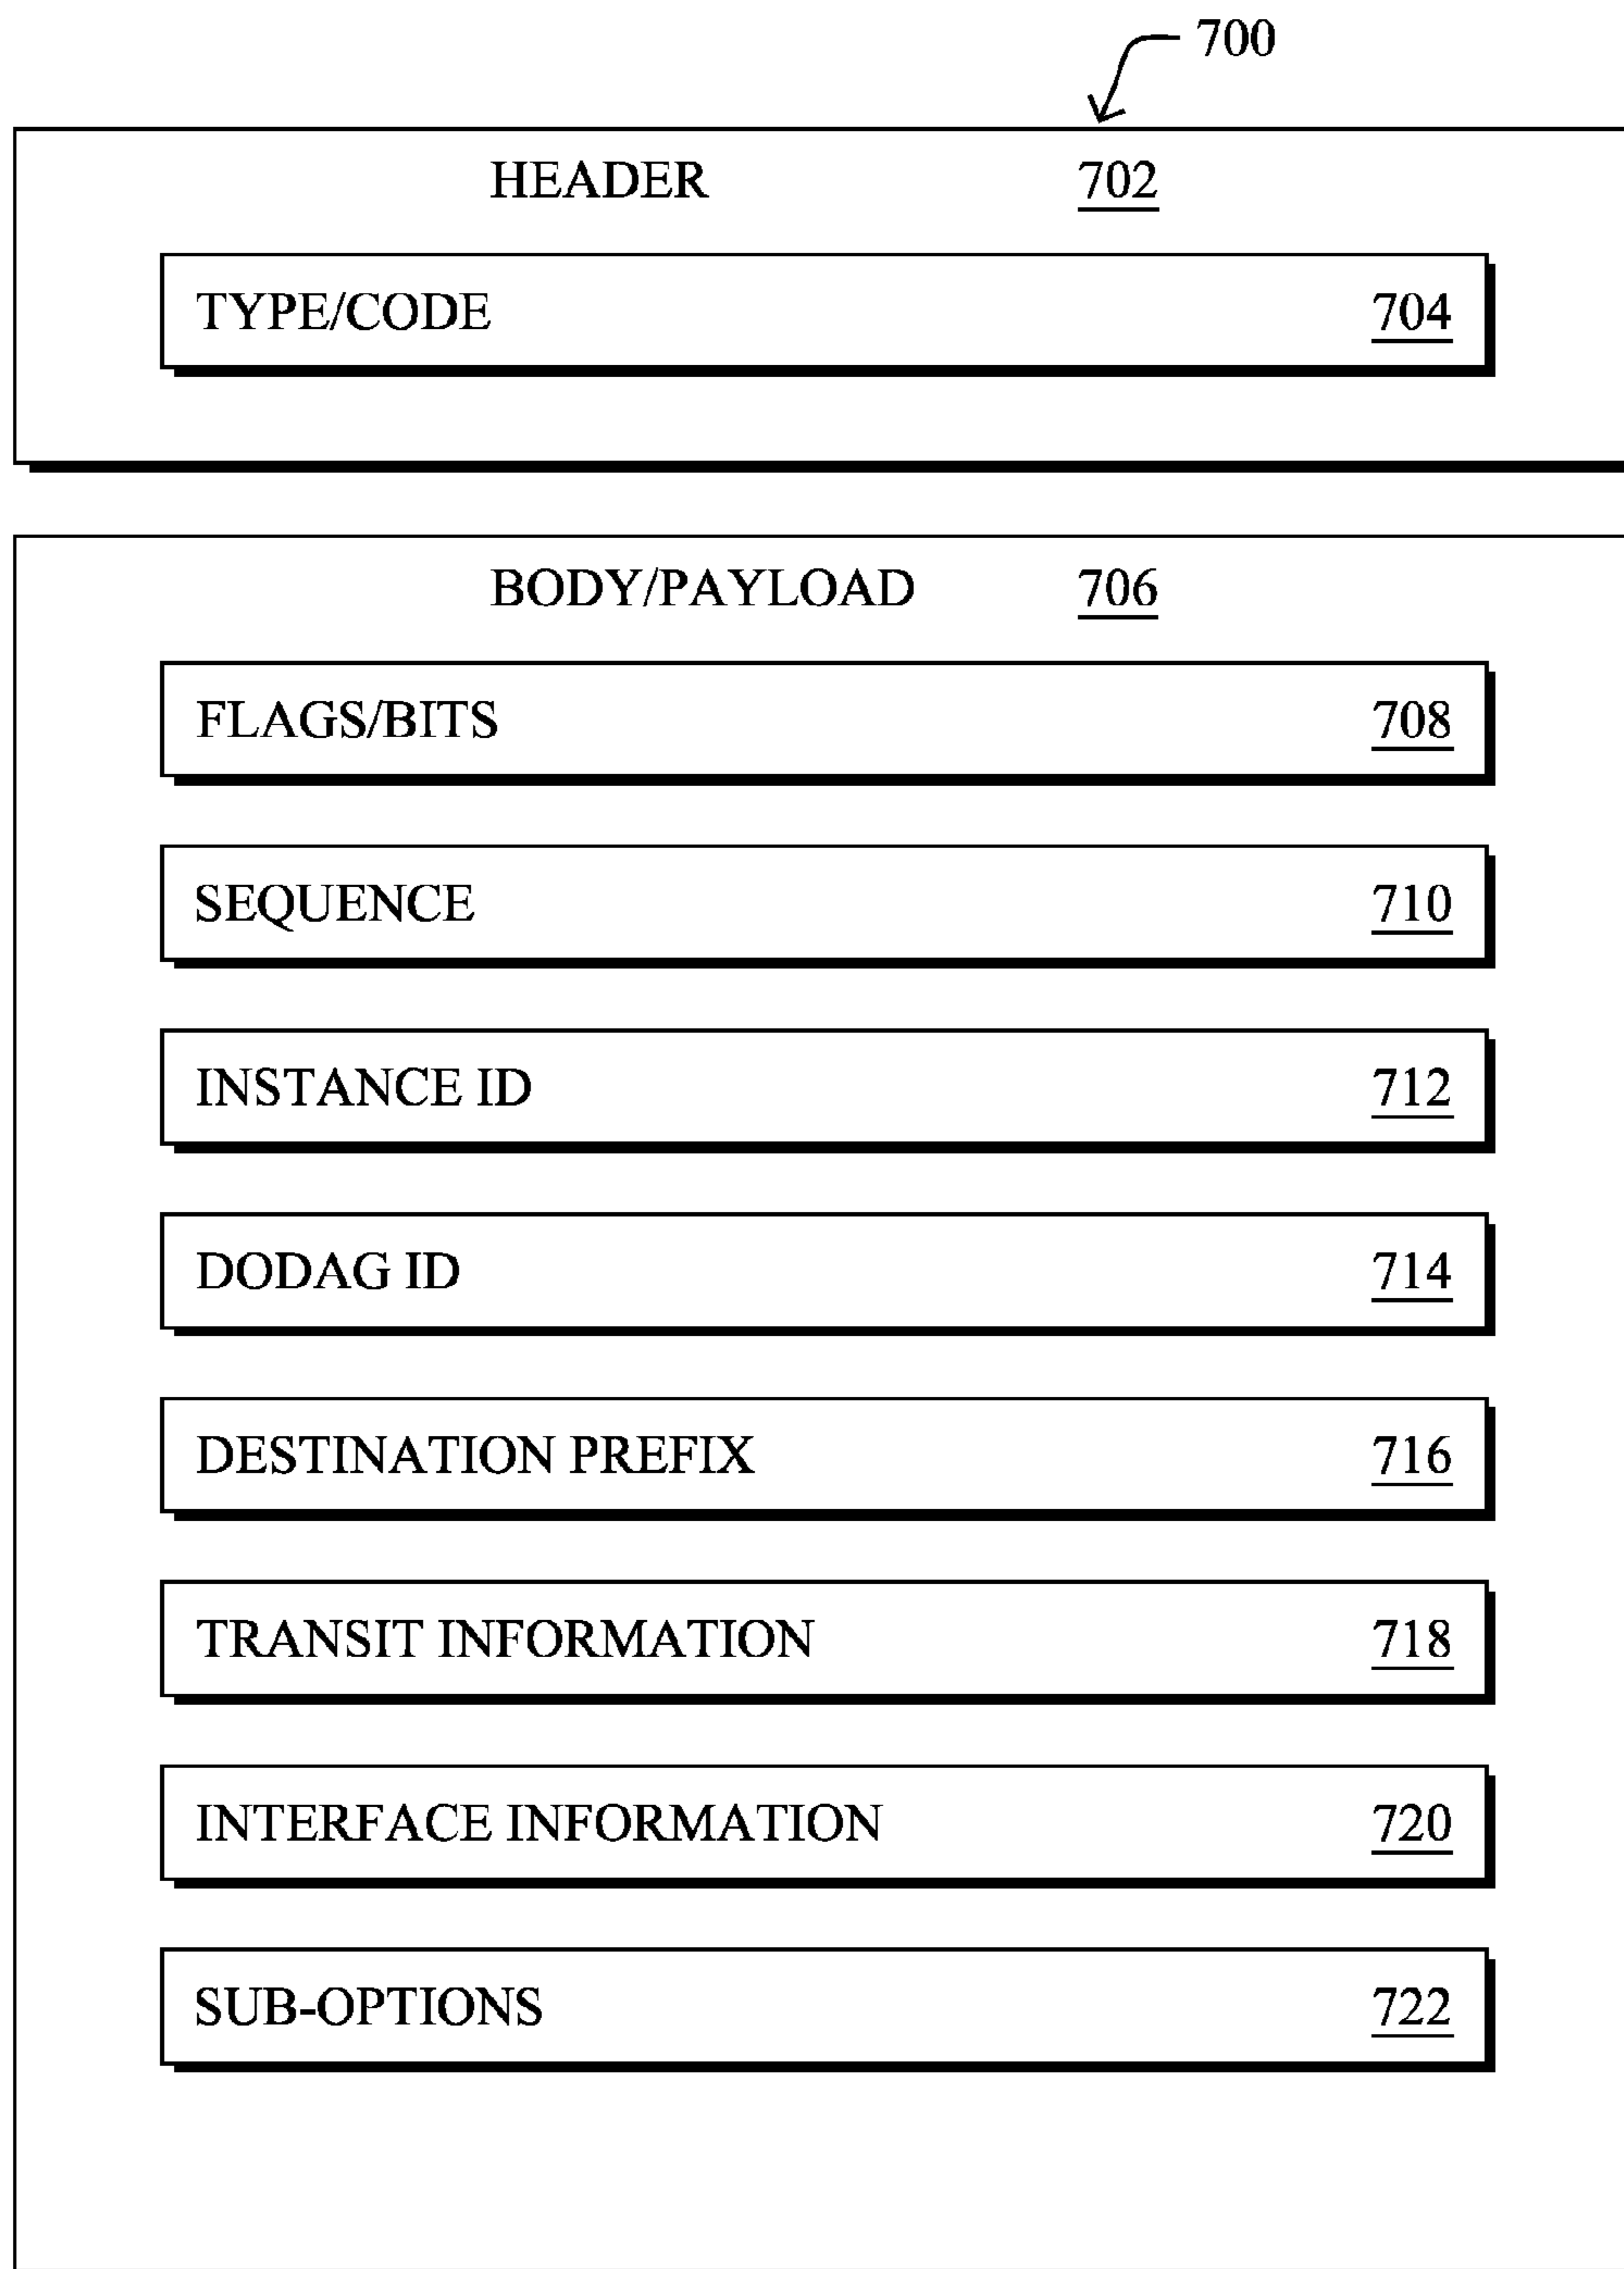 700
HEADER 702
TYPE/CODE 704
BODY/PAYLOAD 706
FLAGS/BITS 708
SEQUENCE 710
INSTANCE ID 712
DODAG ID 714
DESTINATION PREFIX 716
TRANSIT INFORMATION 718
INTERFACE INFORMATION 720
SUB-OPTIONS 722